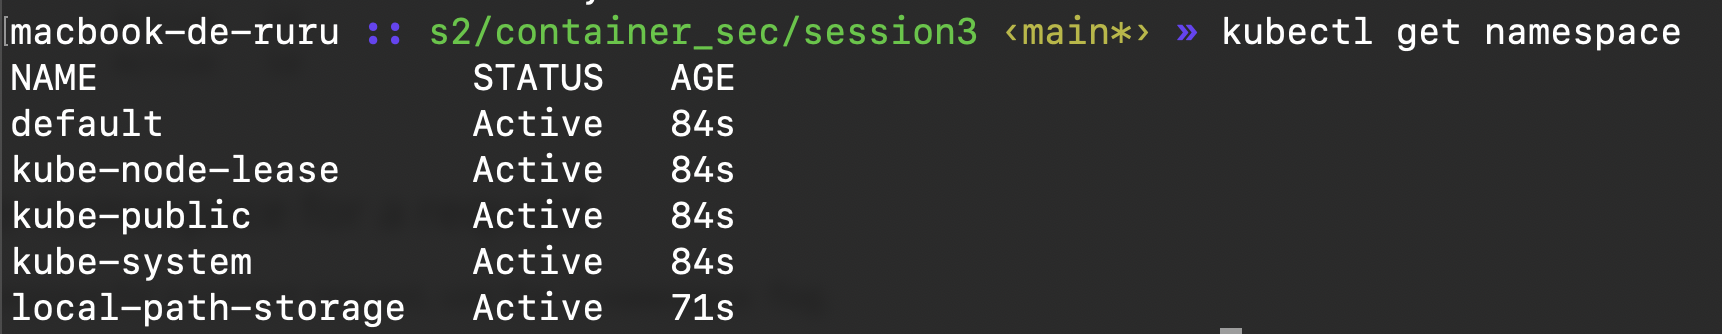 macbook-de-ruru :: s2/container_sec/session3 ‹main*› » kubectl get namespace
NAME STATUS AGE
default Active 84s
kube-node-lease Active 84s
kube-public Active 84s
kube-system Active 84s
local-path-storage Active 71s